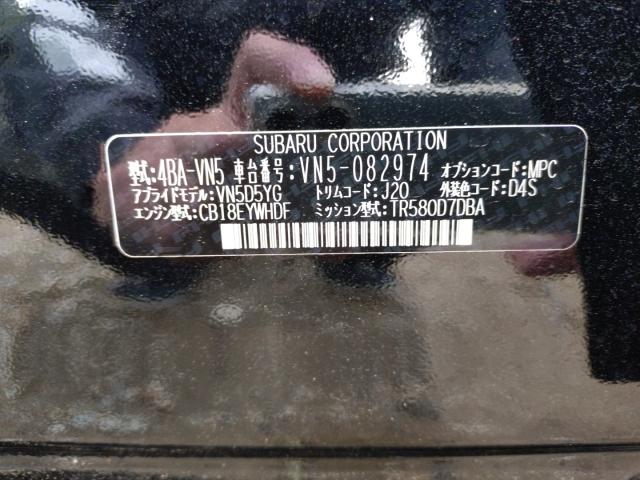 SUBARU CORPORATION
型式:4BA-VN5 車台番号:VN5-082974 オプションコード:MPC
アプライドモデル:VN5D5YG トリムコード:J20 外装色コード:D4S
エンジン型式:CB18EYWHDF ミッション型式:TR580D7DBA